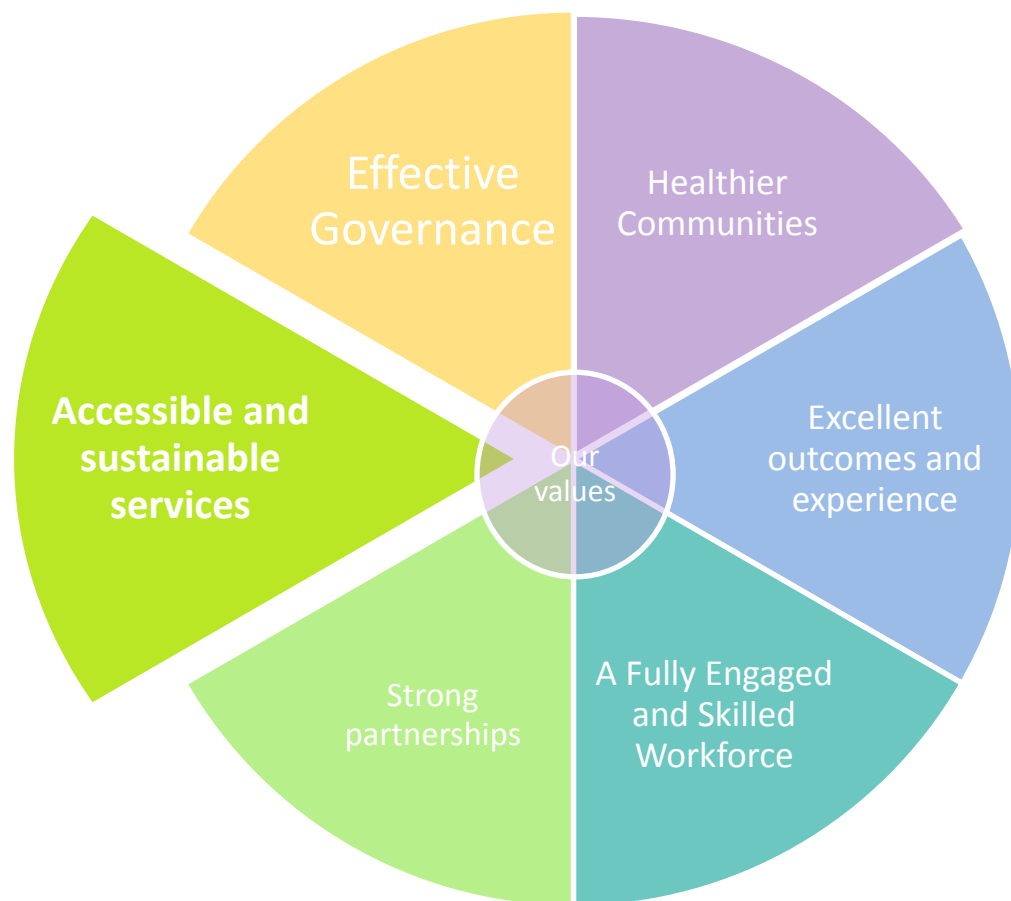 Effective
Governance
Healthier
Communities
Accessible and
sustainable
services
Our
values
Excellent
outcomes and
experience
Strong
partnerships
A Fully Engaged
and Skilled
Workforce